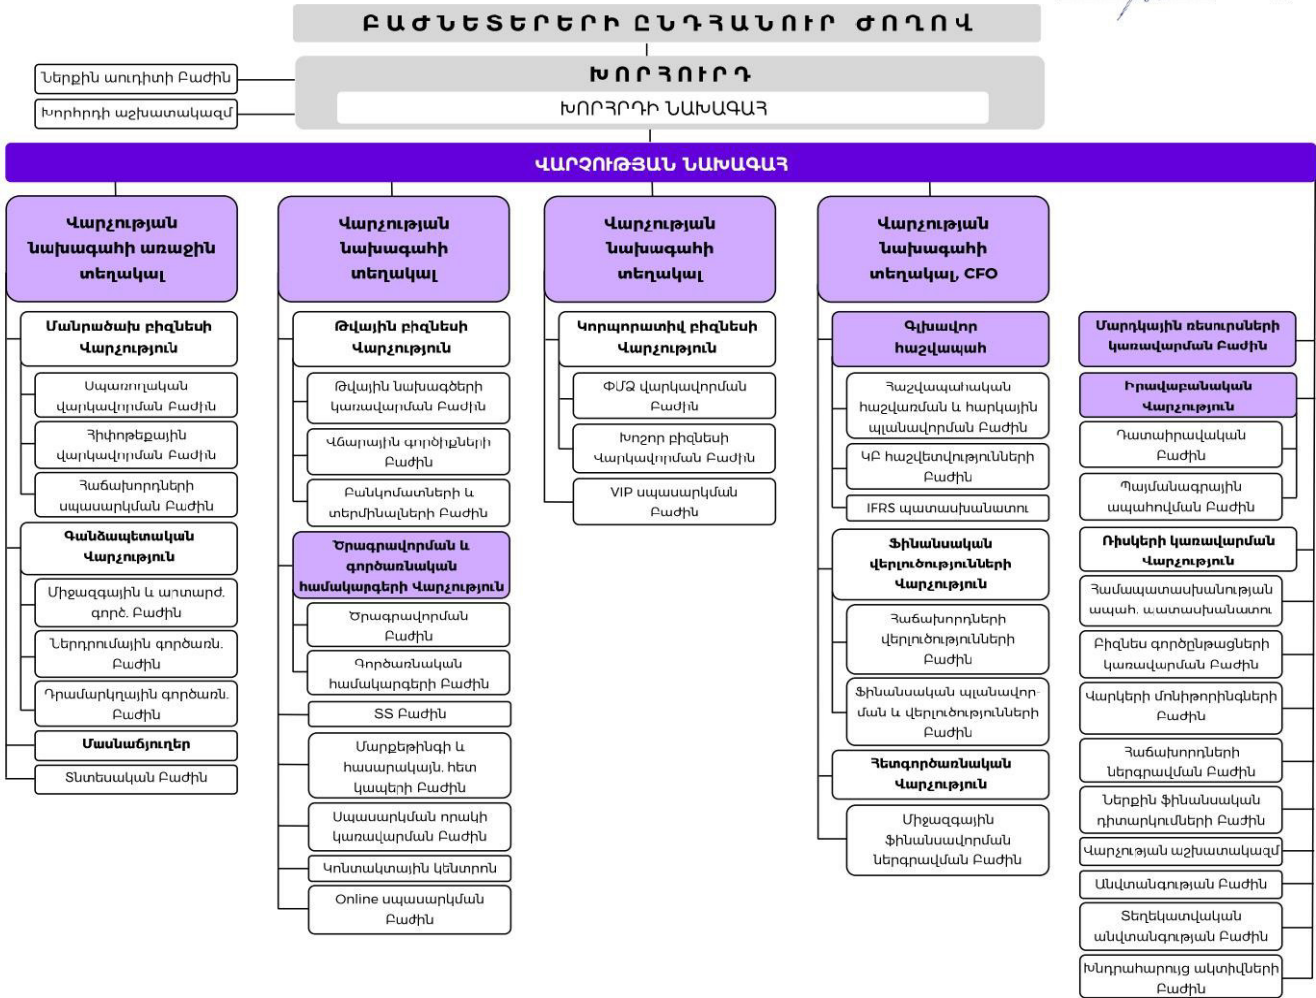 ԲԱԺՆԵՏԵՐԵՐԻ ԸՆԴՀԱՆՈՒՐ ԺՈՂՈՎ
ԽՈՐՀՈՒՐԴ
ԽՈՐՀՐԴԻ ՆԱԽԱԳԱՀ
Ներքին աուդիտի Բաժին
Խորհրդի աշխատակազմ
ՎԱՐՉՈՒԹՅԱՆ ՆԱԽԱԳԱՀ
Վարչության
նախագահի առաջին
տեղակալ
Մանրածախ բիզնեսի
Վարչություն
Սպառողական
վարկավորման Բաժին
Հիփոթեքային
վարկավորման Բաժին
Հաճախորդների
սպասարկման Բաժին
Գանձապետական
Վարչություն
Միջազգային և արտարժ.
գործ. Բաժին
Ներդրումային գործառն.
Բաժին
Դրամարկղային գործառն.
Բաժին
Մասնաճյուղեր
Տնտեսական Բաժին
Վարչության
նախագահի
տեղակալ
Թվային բիզնեսի
Վարչություն
Թվային նախագծերի
կառավարման Բաժին
Վճարային գործիքների
Բաժին
Բանկոմատների և
տերմինալների Բաժին
Ծրագրավորման և
գործառնական
համակարգերի Վարչություն
Ծրագրավորման
Բաժին
Գործառնական
համակարգերի Բաժին
ՏՏ Բաժին
Մարքեթինգի և
հասարակայն. հետ
կապերի Բաժին
Սպասարկման որակի
կառավարման Բաժին
Կոնտակտային կենտրոն
Online սպասարկման
Բաժին
Վարչության
նախագահի
տեղակալ
Կորպորատիվ բիզնեսի
Վարչություն
ՓՄՁ վարկավորման
Բաժին
Խոշոր բիզնեսի
Վարկավորման Բաժին
VIP սպասարկման
Բաժին
Վարչության
նախագահի
տեղակալ, CFO
Գլխավոր
հաշվապահ
Հաշվապահական
հաշվառման և հարկային
պլանավորման Բաժին
ԿԲ հաշվետվությունների
Բաժին
IFRS պատասխանատու
Ֆինանսական
վերլուծությունների
Վարչություն
Հաճախորդների
վերլուծությունների
Բաժին
Ֆինանսական պլանավոր-
ման և վերլուծությունների
Բաժին
Հետգործառնական
Վարչություն
Միջազգային
ֆինանսավորման
ներգրավման Բաժին
Մարդկային ռեսուրսների
կառավարման Բաժին
Իրավաբանական
Վարչություն
Դատաիրավական
Բաժին
Պայմանագրային
ապահովման Բաժին
Ռիսկերի կառավարման
Վարչություն
Համապատասխանության
ապահ. պատասխանատու
Բիզնես գործընթացների
կառավարման Բաժին
Վարկերի մոնիթորինգների
Բաժին
Հաճախորդների
ներգրավման Բաժին
Ներքին ֆինանսական
դիտարկումների Բաժին
Վարչության աշխատակազմ
Անվտանգության Բաժին
Տեղեկատվական
անվտանգության Բաժին
Խնդրահարույց ակտիվների
Բաժին